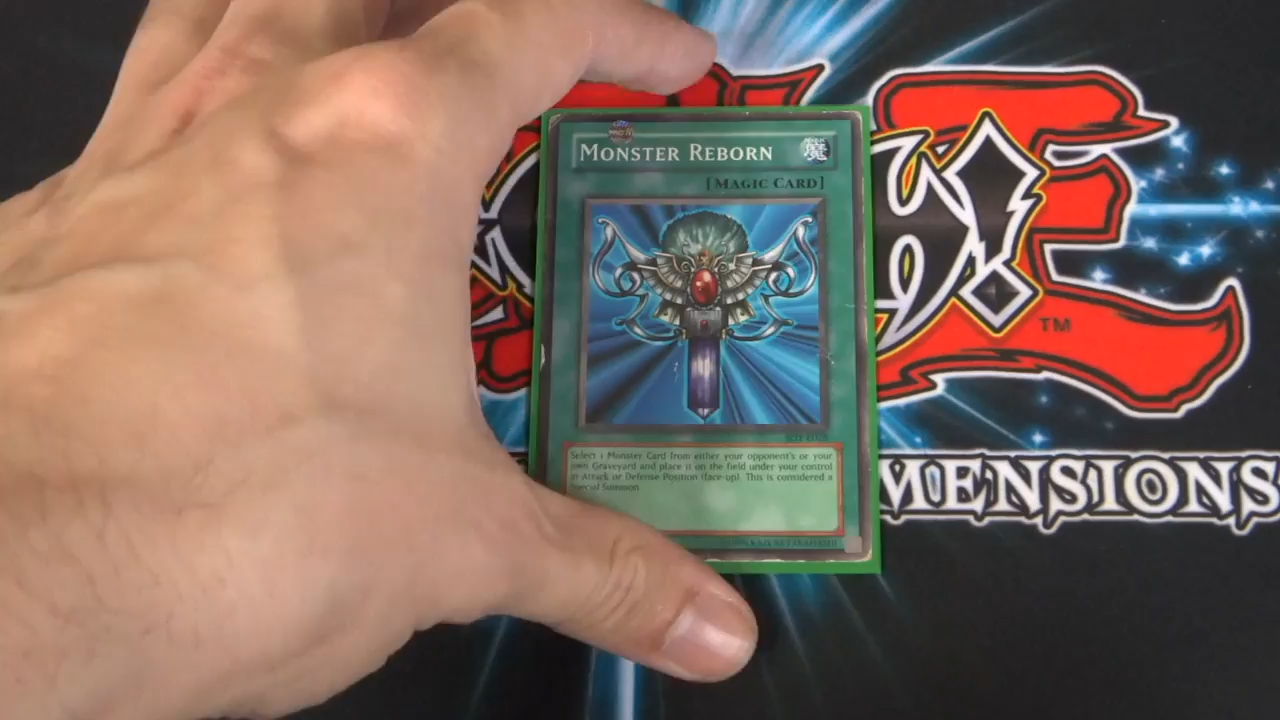 Monster Reborn
魔
[Magic Card]
Select 1 Monster Card from either your opponent's or your
own Graveyard and place it on the field under your control
in Attack or Defense Position (face-up). This is considered a
Special Summon.
TM
MENSIONS